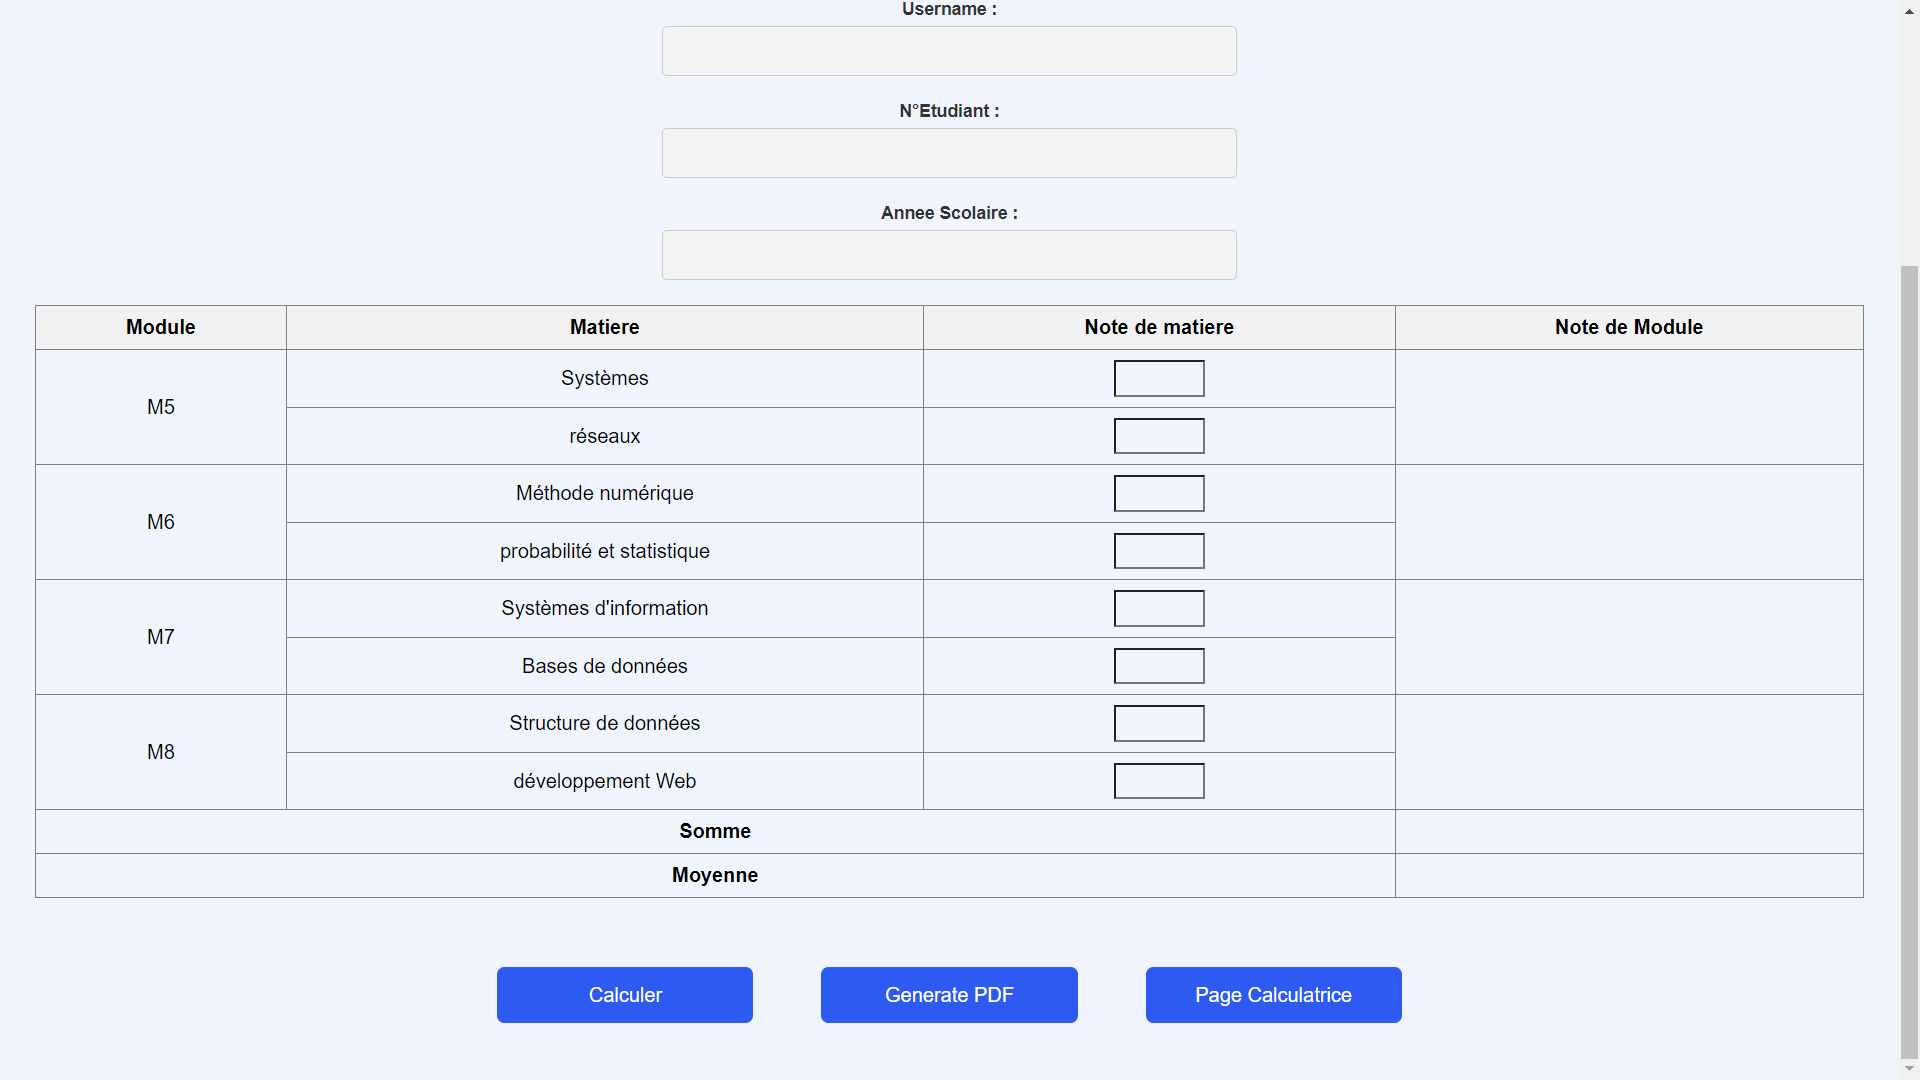 Username :
N°Etudiant :
Annee Scolaire :
Module Matiere Note de matiere Note de Module
M5
Systèmes
réseaux
M6
Méthode numérique
probabilité et statistique
M7
Systèmes d'information
Bases de données
M8
Structure de données
développement Web
Somme
Moyenne
Calculer Generate PDF Page Calculatrice